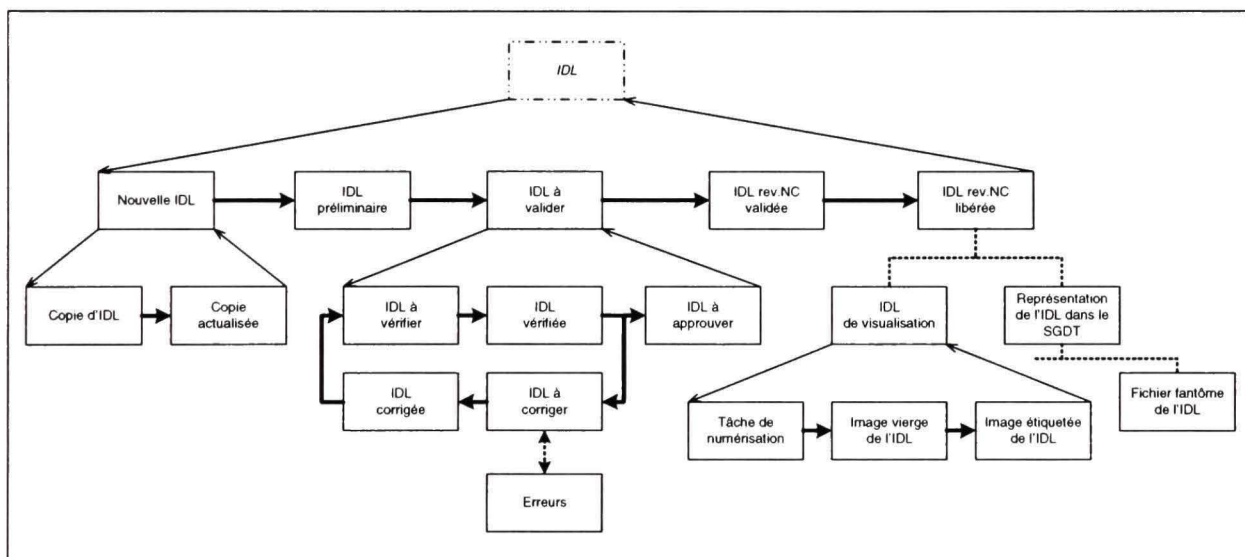 IDL
Nouvelle IDL
IDL
préliminaire
IDL à
valider
IDL rev.NC
validée
IDL rev.NC
libérée
Copie d'IDL
Copie
actualisée
IDL à
vérifier
IDL
vérifiée
IDL à
approuver
IDL
de visualisation
Représentation
de l'IDL dans le
SGDT
IDL
corrigée
IDL à
corriger
Fichier fantôme
de l'IDL
Tâche de
numérisation
Image vierge
de l'IDL
Image étiquetée
de l'IDL
Erreurs